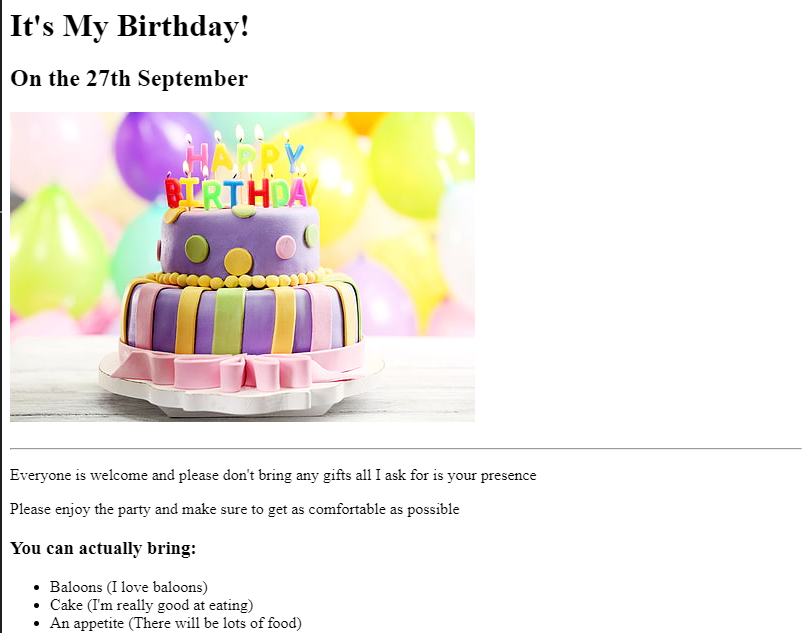 It's My Birthday!
On the 27th September
HAPPY
BIRTHDAY
Everyone is welcome and please don't bring any gifts all I ask for is your presence
Please enjoy the party and make sure to get as comfortable as possible
You can actually bring:
Baloons (I love baloons)
Cake (I'm really good at eating)
An appetite (There will be lots of food)